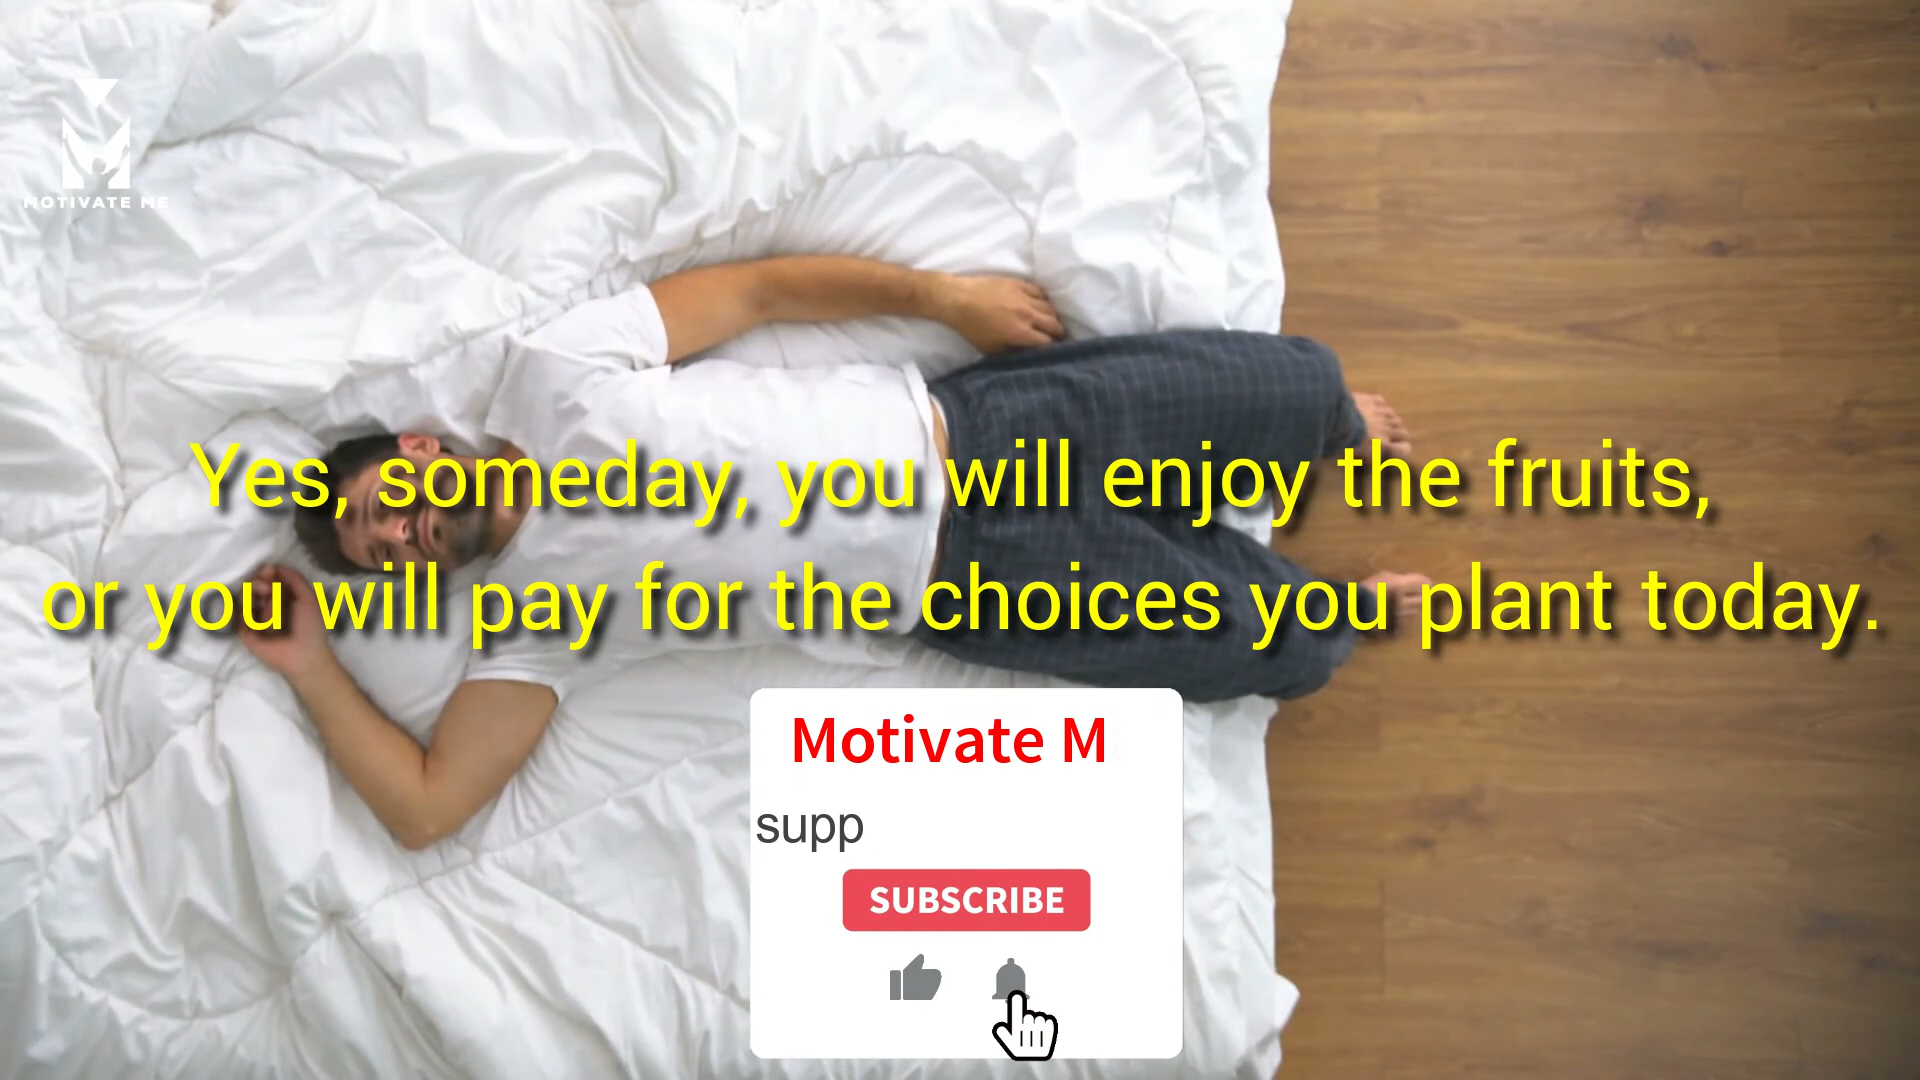 MOTIVATE ME
Yes, someday, you will enjoy the fruits,
or you will pay for the choices you plant today.
Motivate M
supp
SUBSCRIBE